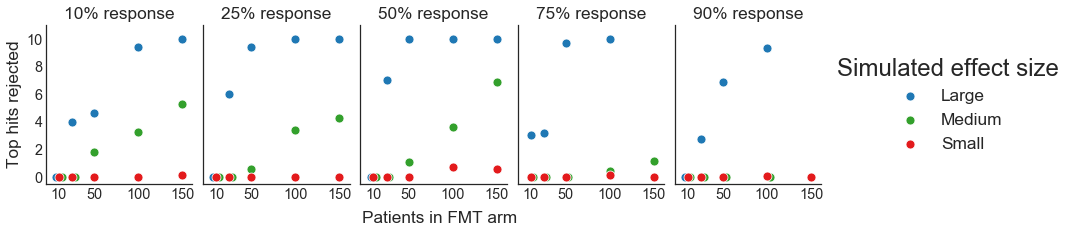 10% response 25% response 50% response 75% response 90% response
Top hits rejected
10
8
6
4
2
0
10 50 100 150 10 50 100 150 10 50 100 150 10 50 100 150 10 50 100 150
Patients in FMT arm
Simulated effect size
Large
Medium
Small